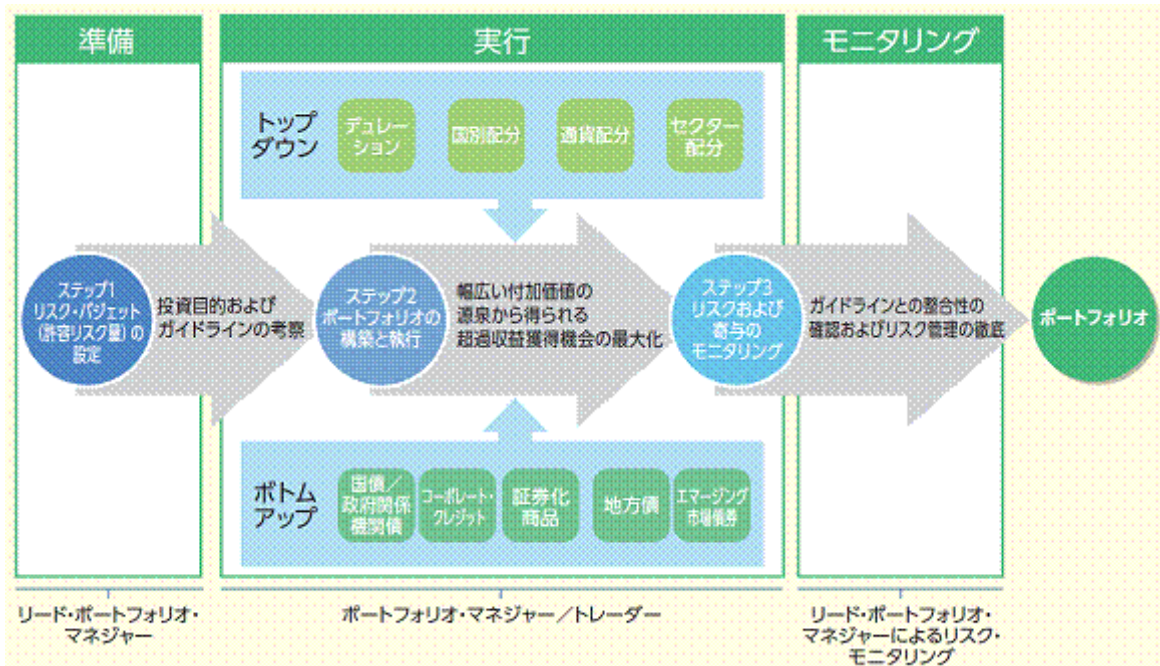 準備
実行
モニタリング
トップ
ダウン
デュレー
ション
国別配分
通貨配分
セクター
配分
ステップ1
リスク・バジェット
(許容リスク量)の
設定
投資目的および
ガイドラインの考察
ステップ2
ポートフォリオの
構築と執行
幅広い付加価値の
源泉から得られる
超過収益獲得機会の最大化
ステップ3
リスクおよび
寄与の
モニタリング
ガイドラインとの整合性の
確認およびリスク管理の徹底
ポートフォリオ
ボトム
アップ
国債/
政府関係
機関債
コーポレート・
クレジット
証券化
商品
地方債
エマージング
市場債券
リード・ポートフォリオ・
マネジャー
ポートフォリオ・マネジャー/トレーダー
リード・ポートフォリオ・
マネジャーによるリスク・
モニタリング